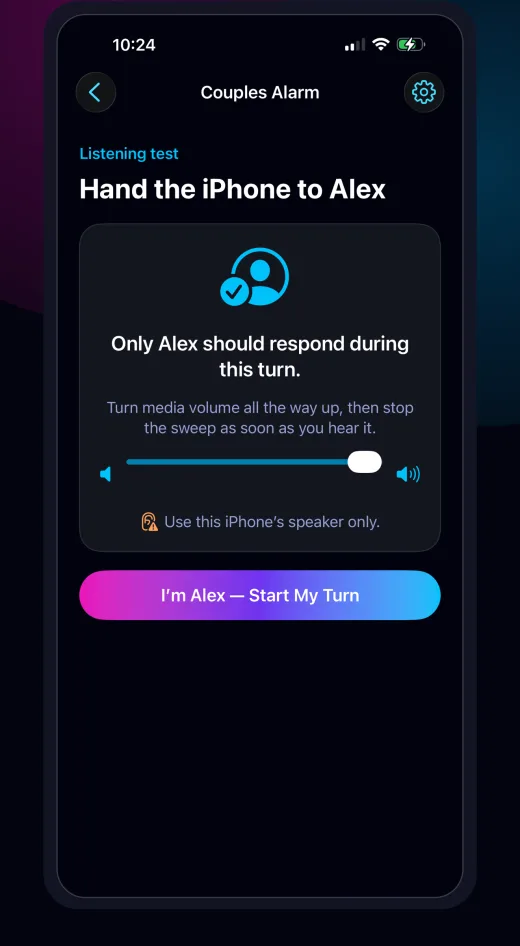 10:24
Couples Alarm
Listening test
Hand the iPhone to Alex
Only Alex should respond during
this turn.
Turn media volume all the way up, then stop
the sweep as soon as you hear it.
Use this iPhone’s speaker only.
I’m Alex — Start My Turn